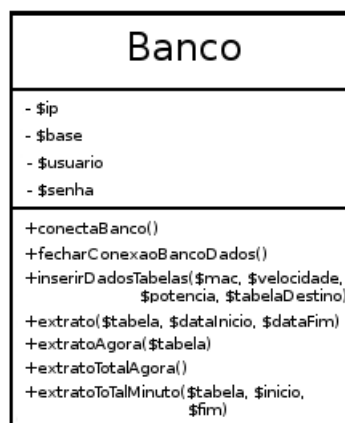 Banco
- $ip
- $base
- $usuario
- $senha
+conectaBanco()
+fecharConexaoBancoDados()
+inserirDadosTabelas($mac, $velocidade,
$potencia, $tabelaDestino)
+extrato($tabela, $dataInicio, $dataFim)
+extratoAgora($tabela)
+extratoTotalAgora()
+extratoToTalMinuto($tabela, $inicio,
$fim)